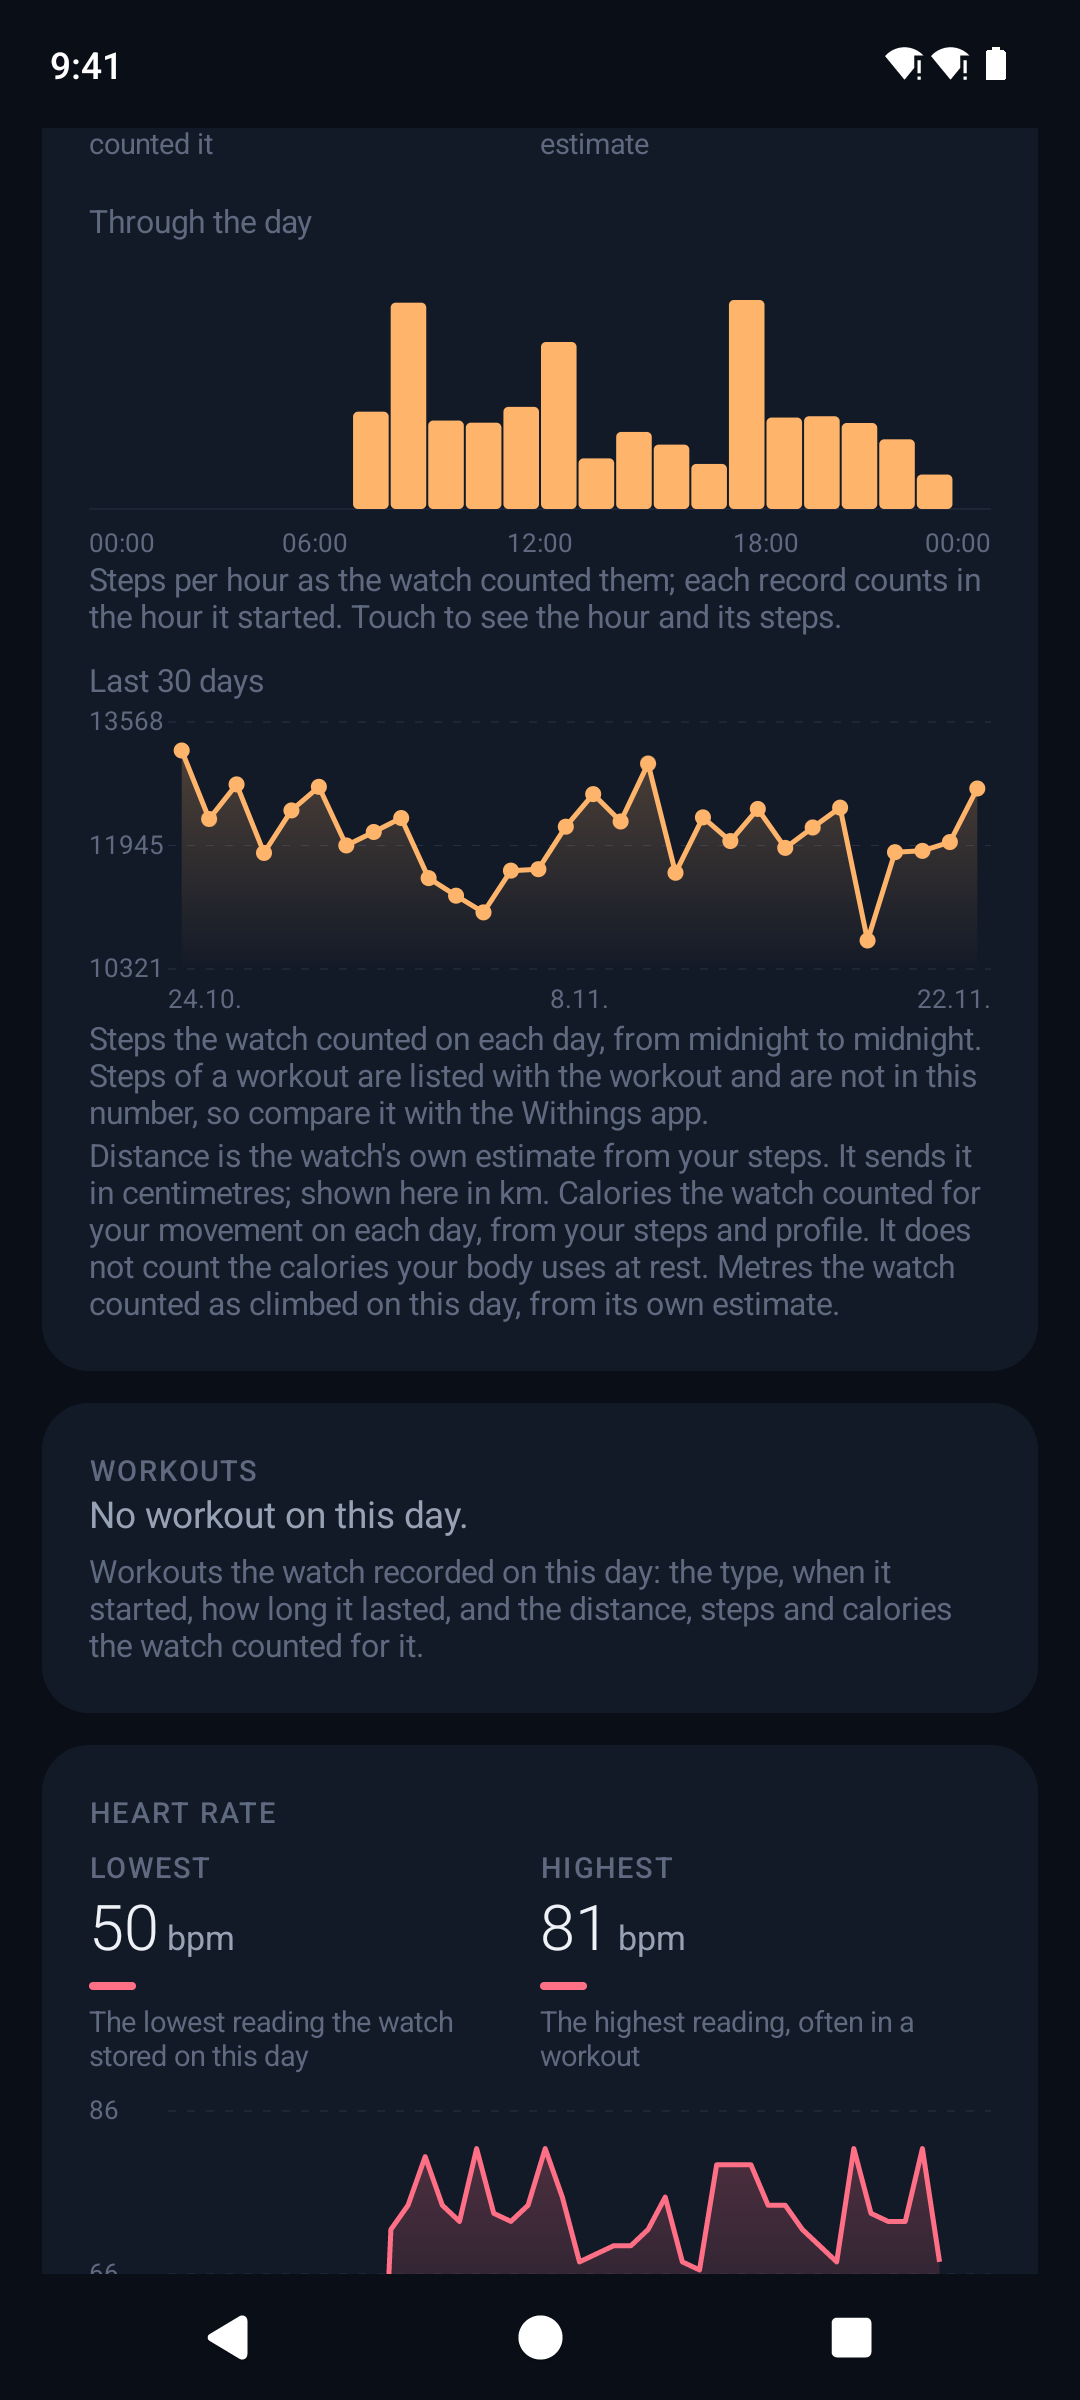 9:41
counted it
estimate
Through the day
00:00 06:00 12:00 18:00 00:00
Steps per hour as the watch counted them; each record counts in
the hour it started. Touch to see the hour and its steps.
Last 30 days
13568
11945
10321
24.10. 8.11. 22.11.
Steps the watch counted on each day, from midnight to midnight.
Steps of a workout are listed with the workout and are not in this
number, so compare it with the Withings app.
Distance is the watch's own estimate from your steps. It sends it
in centimetres; shown here in km. Calories the watch counted for
your movement on each day, from your steps and profile. It does
not count the calories your body uses at rest. Metres the watch
counted as climbed on this day, from its own estimate.
WORKOUTS
No workout on this day.
Workouts the watch recorded on this day: the type, when it
started, how long it lasted, and the distance, steps and calories
the watch counted for it.
HEART RATE
LOWEST
50 bpm
The lowest reading the watch
stored on this day
HIGHEST
81 bpm
The highest reading, often in a
workout
86
66